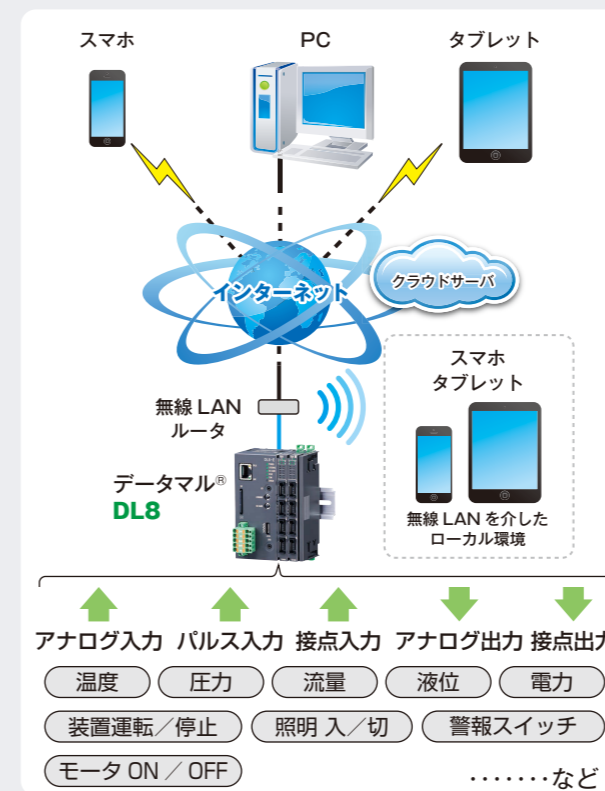 スマホ
PC
タブレット
インターネット
クラウドサーバ
スマホ
タブレット
無線 LAN
ルータ
データマル®
DL8
無線 LAN を介した
ローカル環境
アナログ入力 パルス入力 接点入力 アナログ出力 接点出力
温度 圧力 流量 液位 電力
装置運転／停止 照明 入／切 警報スイッチ
モータ ON ／ OFF
·······など